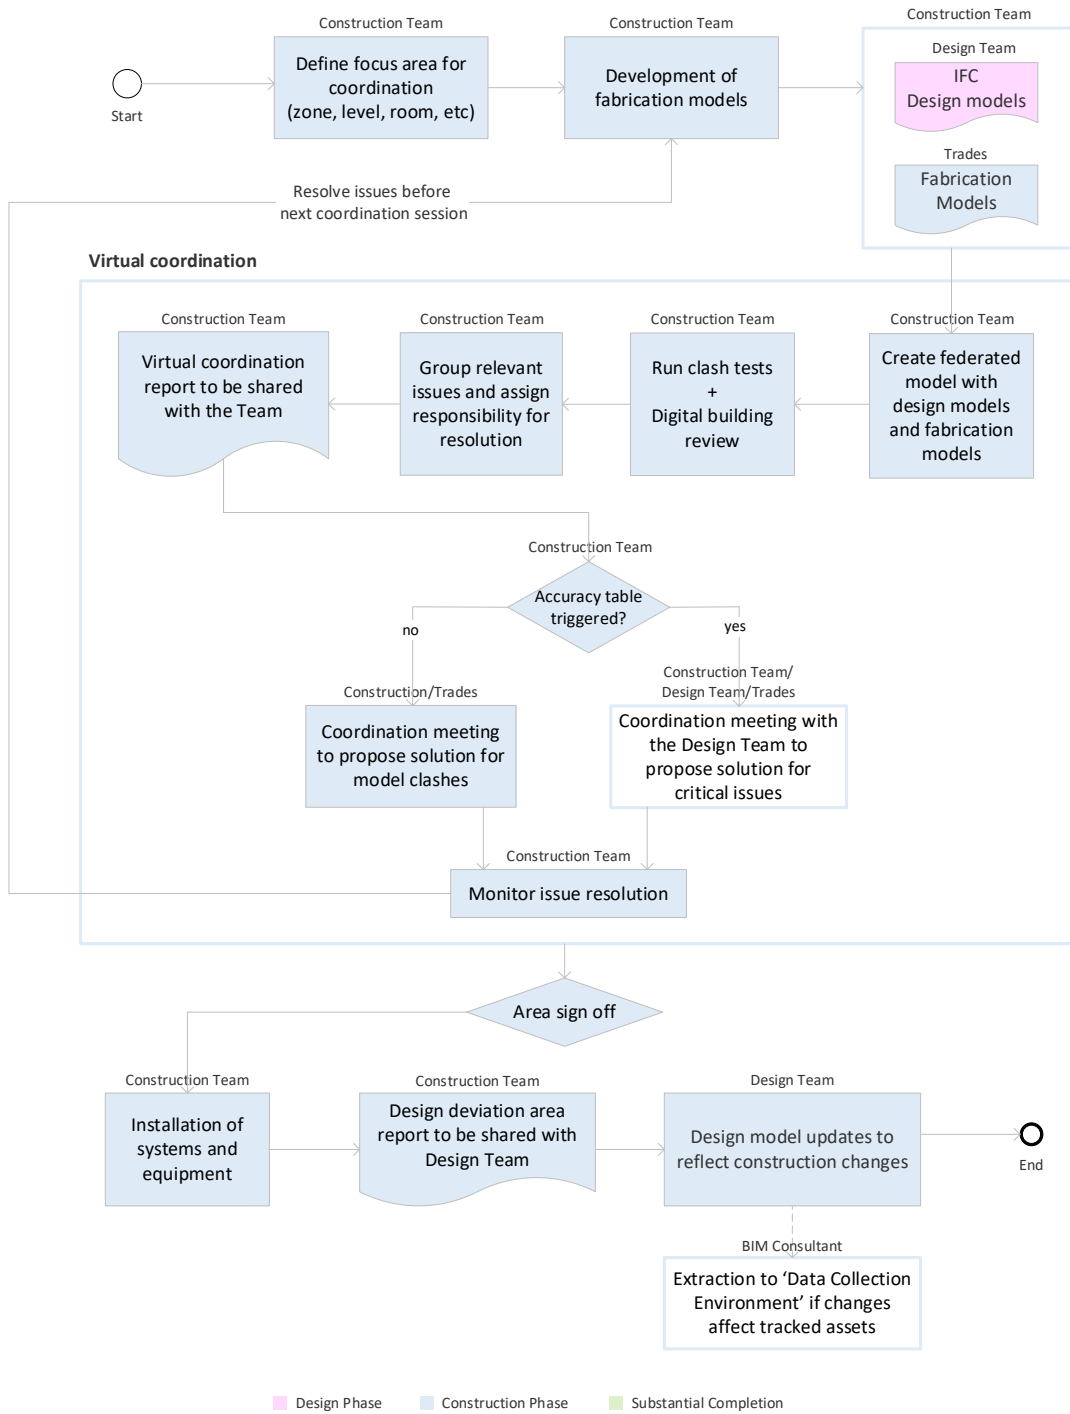 Construction Team
Define focus area for
coordination
(zone, level, room, etc)
Construction Team
Development of
fabrication models
Construction Team
Design Team
IFC
Design models
Trades
Fabrication
Models
Start
Resolve issues before
next coordination session
Virtual coordination
Construction Team
Virtual coordination
report to be shared
with the Team
Construction Team
Group relevant
issues and assign
responsibility for
resolution
Construction Team
Run clash tests
+
Digital building
review
Construction Team
Create federated
model with
design models
and fabrication
models
Construction Team
Accuracy table
triggered?
no
yes
Construction/Trades
Coordination meeting
to propose solution for
model clashes
Construction Team/
Design Team/Trades
Coordination meeting with
the Design Team to
propose solution for
critical issues
Construction Team
Monitor issue resolution
Area sign off
Construction Team
Installation of
systems and
equipment
Construction Team
Design deviation area
report to be shared with
Design Team
Design Team
Design model updates to
reflect construction changes
End
BIM Consultant
Extraction to ‘Data Collection
Environment’ if changes
affect tracked assets
Design Phase
Construction Phase
Substantial Completion